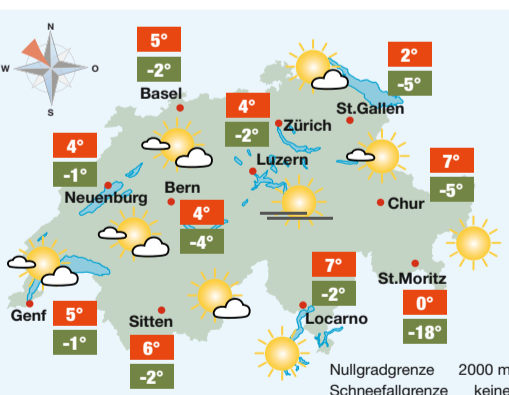 N
W
O
S
5°
-2°
Basel
2°
-5°
St.Gallen
4°
-2°
Zürich
Luzern
4°
-1°
Neuenburg
Bern
4°
-4°
7°
-5°
Chur
Genf
5°
-1°
Sitten
6°
-2°
7°
-2°
Locarno
St.Moritz
0°
-18°
Nullgradgrenze 2000 m
Schneefallgrenze keine